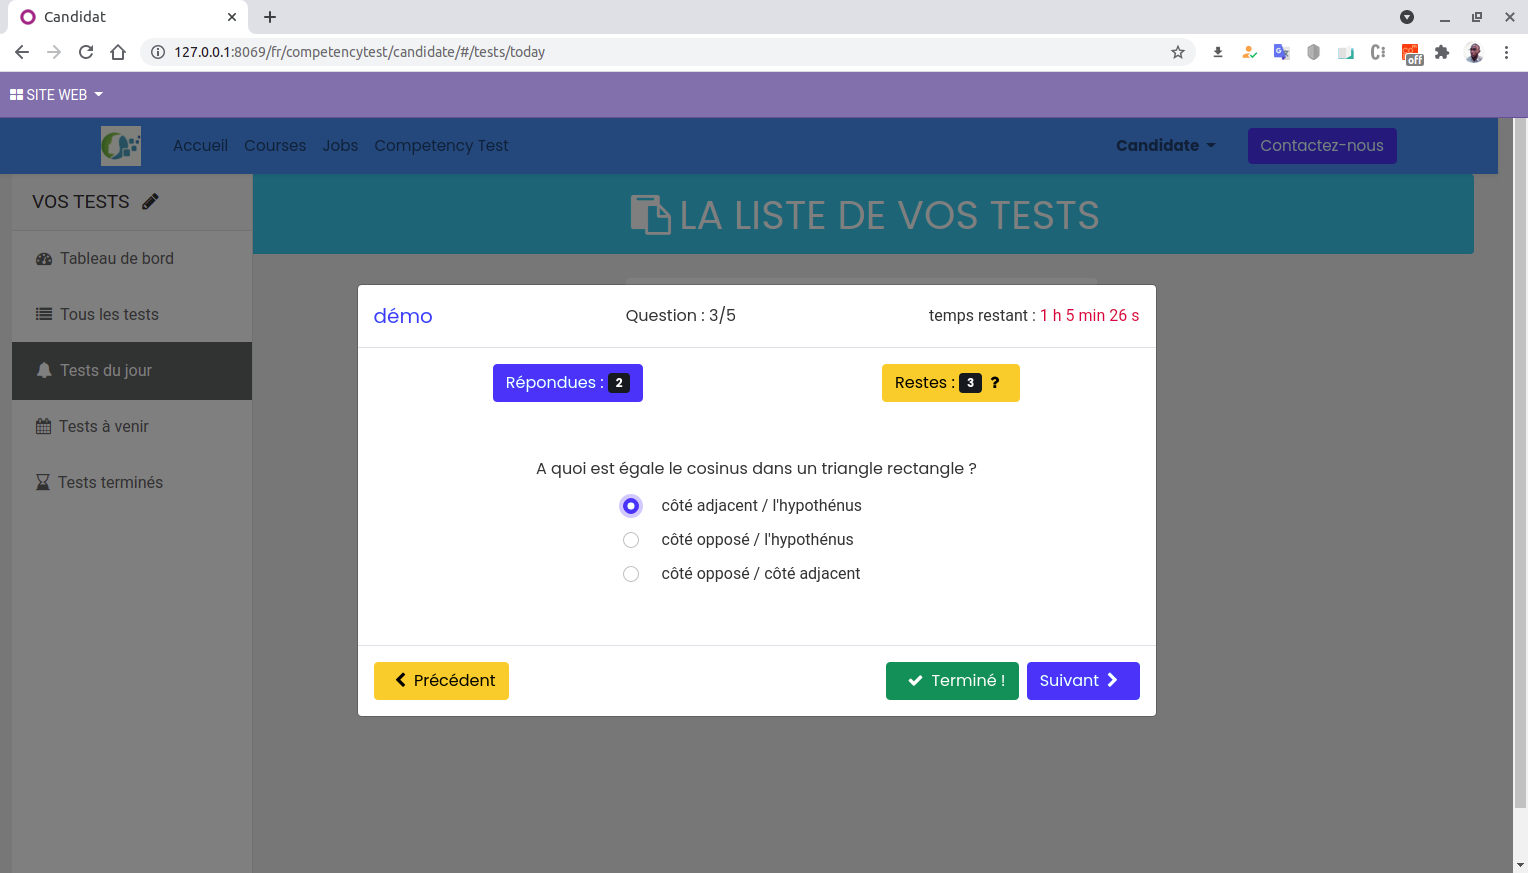 Candidat
127.0.0.1:8069/fr/competencytest/candidate/#/tests/today
off
SITE WEB
Accueil Courses Jobs Competency Test Candidate Contactez-nous
VOS TESTS
LA LISTE DE VOS TESTS
Tableau de bord
Tous les tests
Tests du jour
Tests à venir
Tests terminés
démo Question : 3/5 temps restant : 1 h 5 min 26 s
Répondues : 2 Restes : 3 ?
A quoi est égale le cosinus dans un triangle rectangle ?
côté adjacent / l'hypothénus
côté opposé / l'hypothénus
côté opposé / côté adjacent
Précédent Terminé ! Suivant